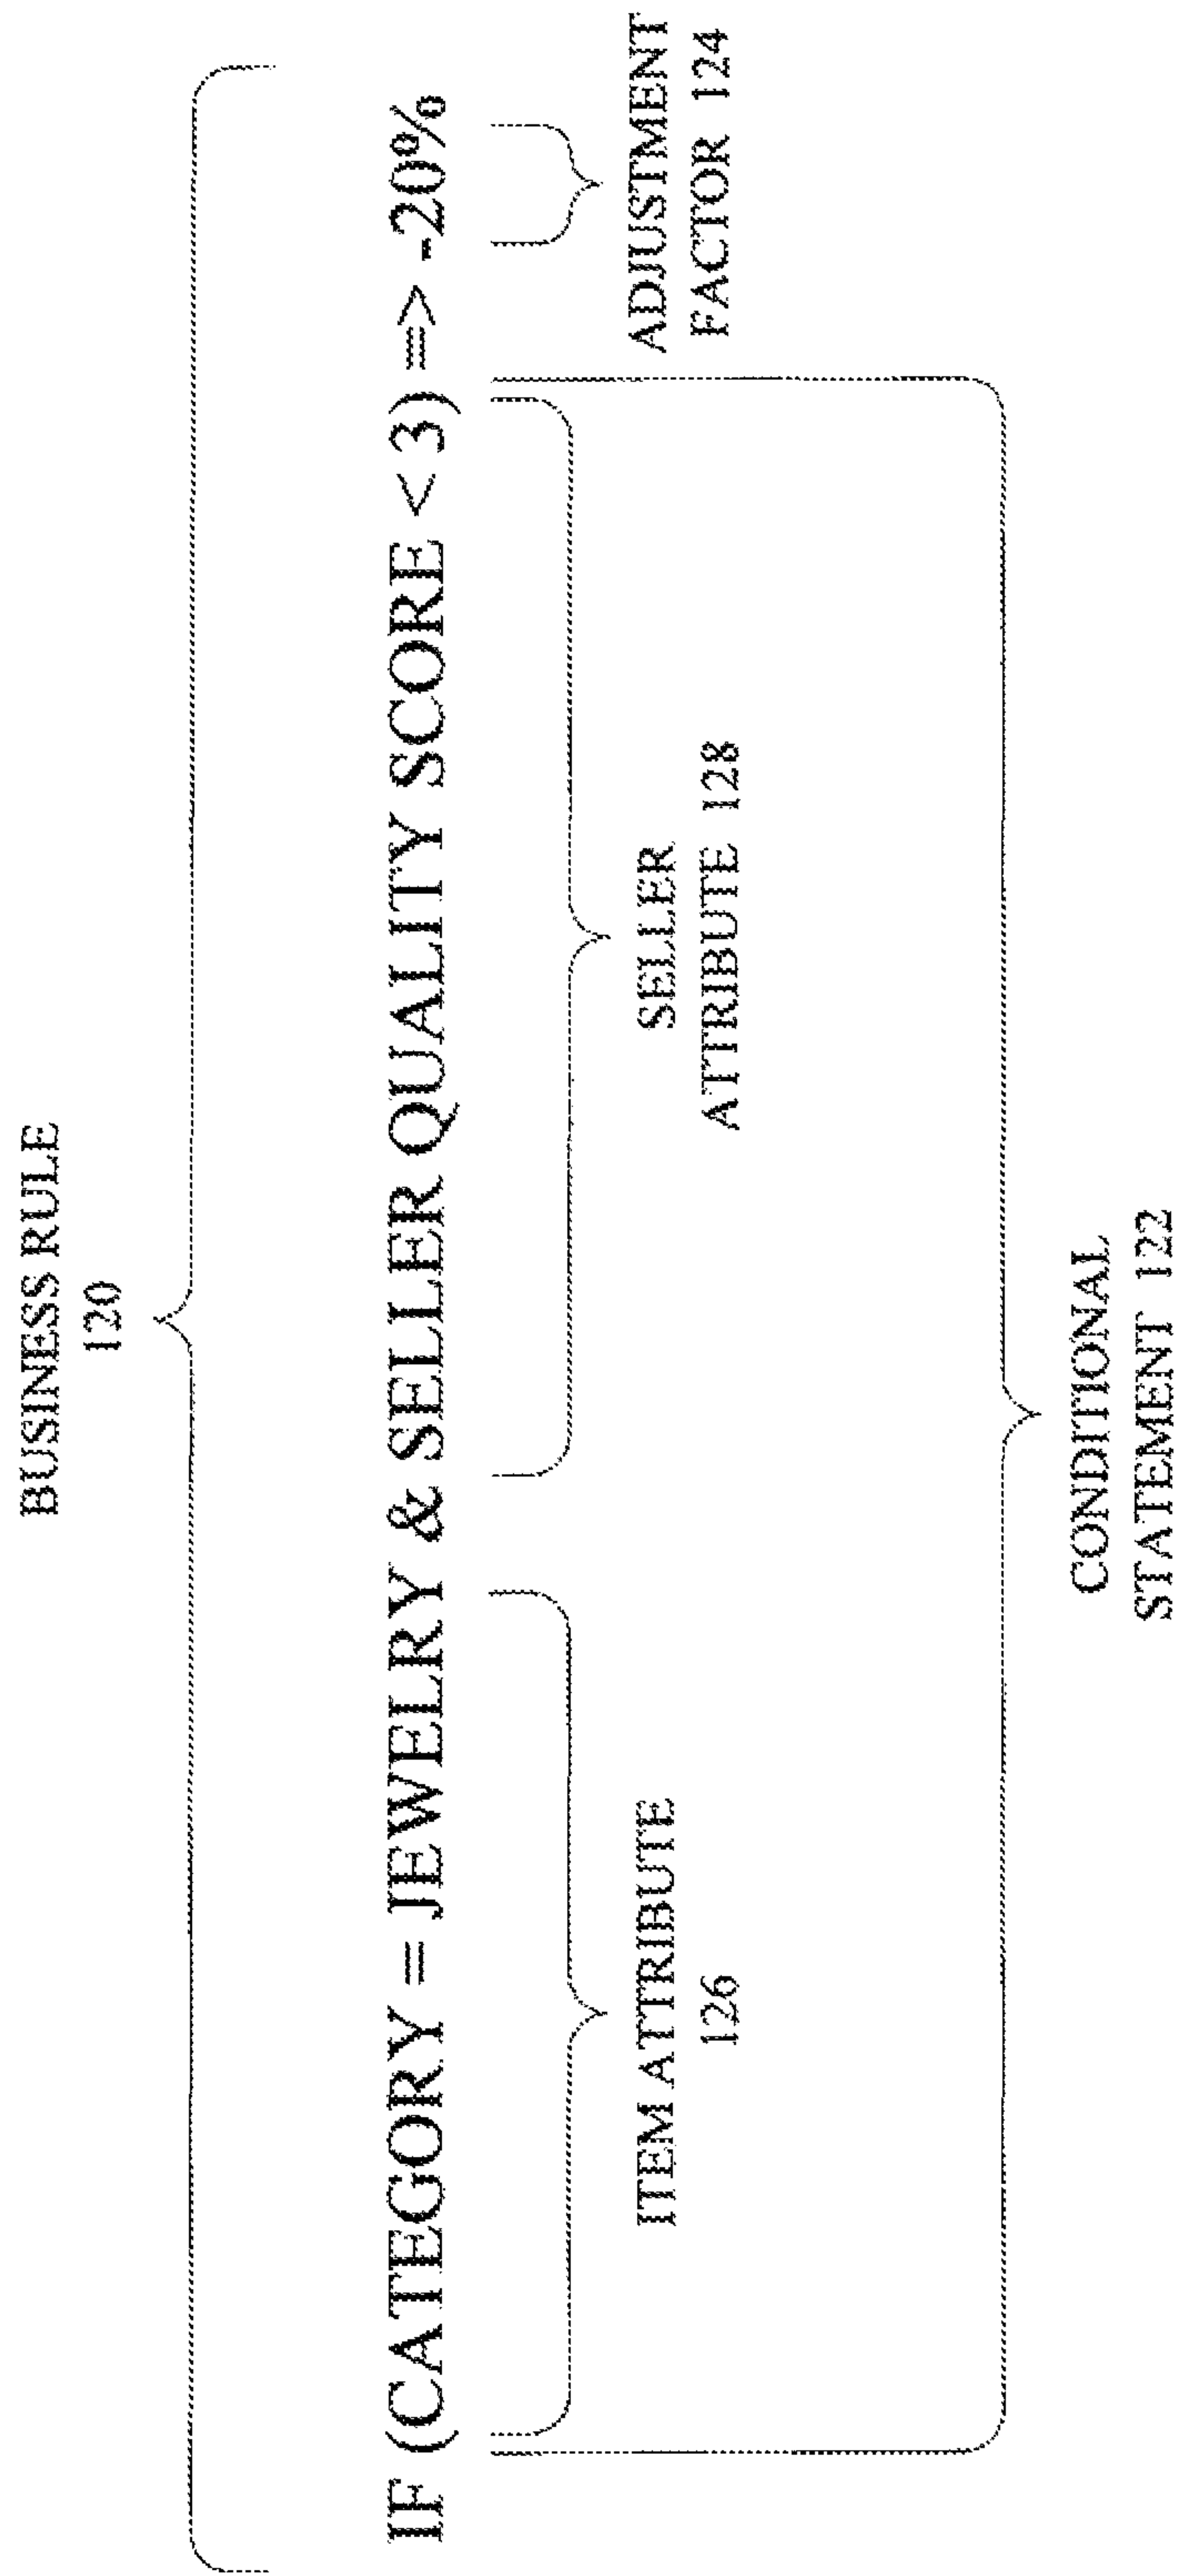 BUSINESS RULE
120
IF (CATEGORY = JEWELRY & SELLER QUALITY SCORE < 3) => -20%
ITEM ATTRIBUTE
126
SELLER
ATTRIBUTE 128
ADJUSTMENT
FACTOR 124
CONDITIONAL
STATEMENT 122